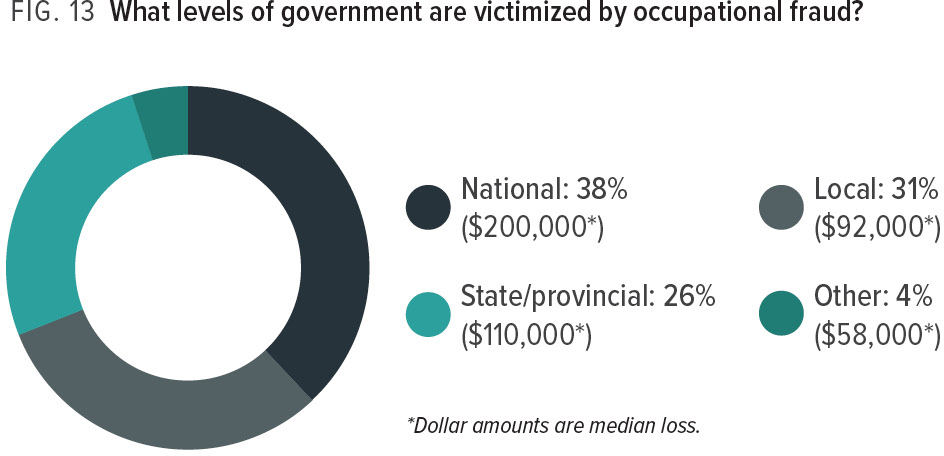 FIG. 13 What levels of government are victimized by occupational fraud?
National: 38%
($200,000*)
Local: 31%
($92,000*)
State/provincial: 26%
($110,000*)
Other: 4%
($58,000*)
*Dollar amounts are median loss.